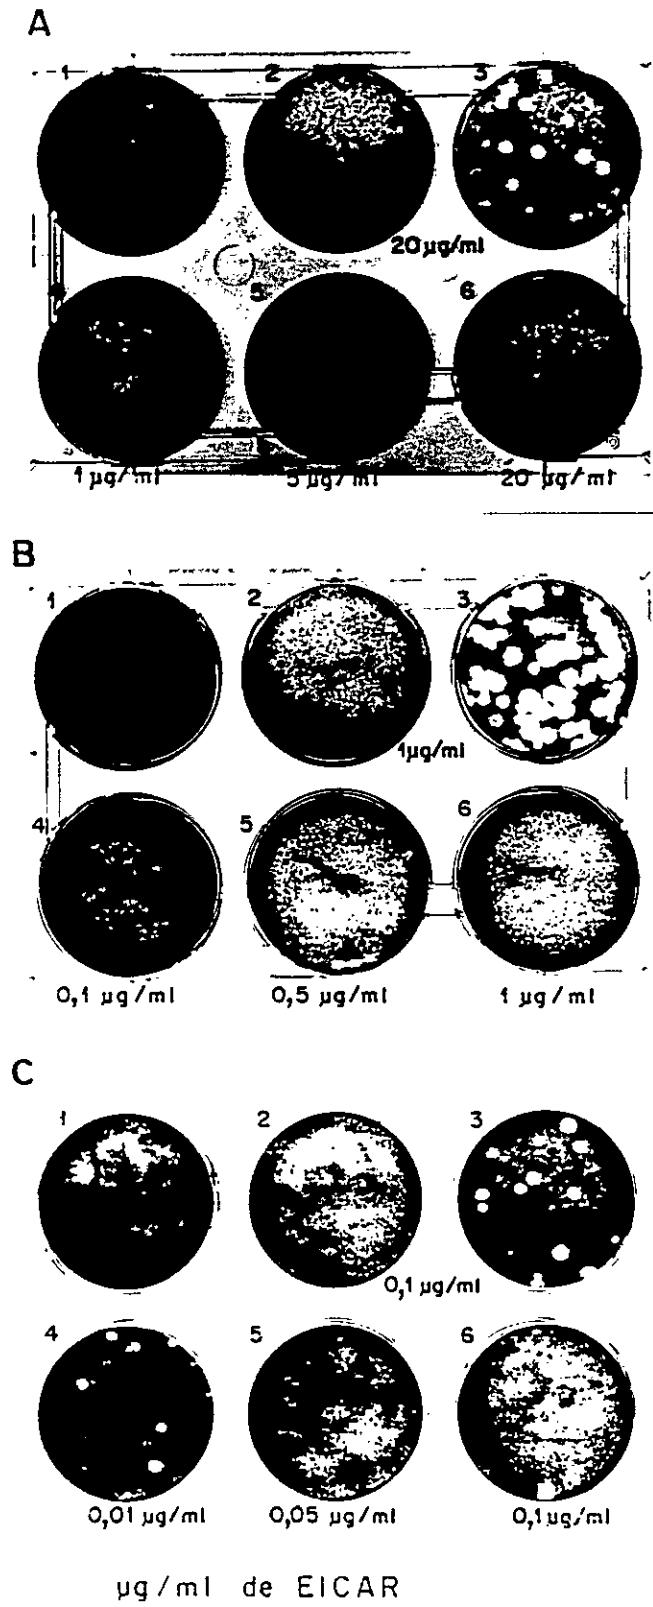 A
1 2 3
20 µg/ml
5 6
1 µg/ml 5 µg/ml 20 µg/ml
B
1 2 3
1µg/ml
4 5 6
0,1 µg/ml 0,5 µg/ml 1 µg/ml
C
1 2 3
0,1 µg/ml
4 5 6
0,01 µg/ml 0,05 µg/ml 0,1µg/ml
µg/ml de EICAR